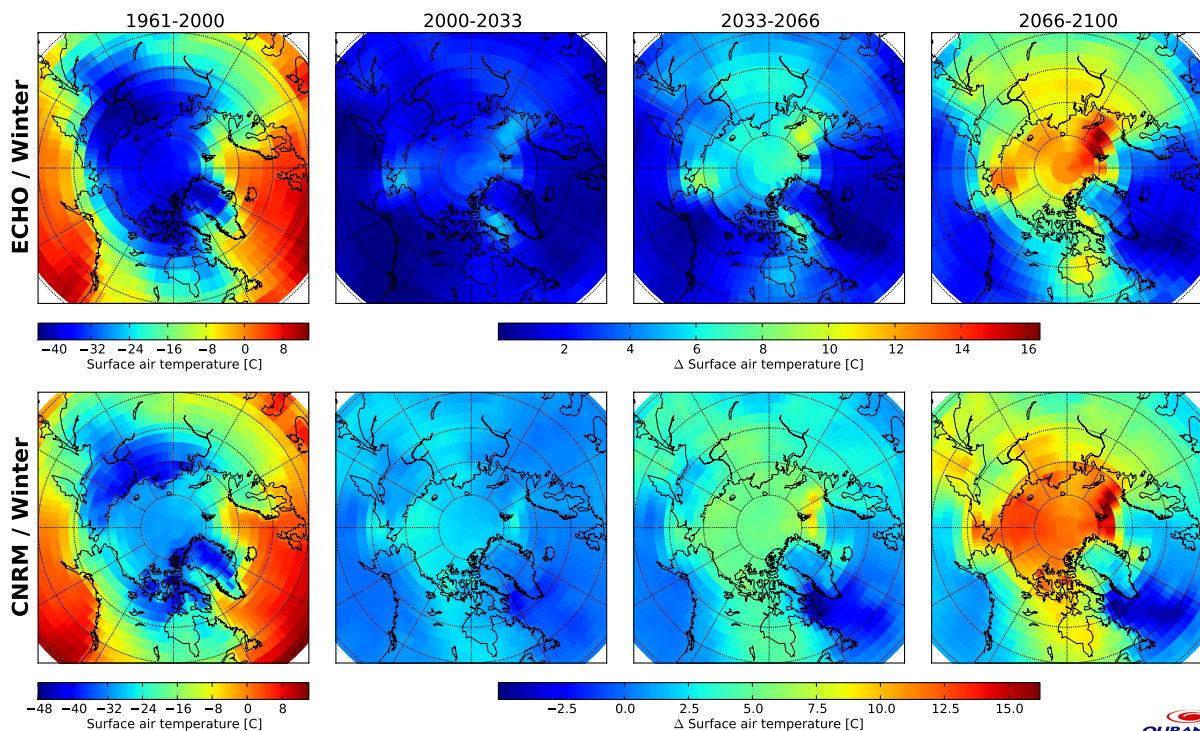 1961-2000
2000-2033
2033-2066
2066-2100
ECHO / Winter
−40 −32 −24 −16 −8 0 8
Surface air temperature [C]
2 4 6 8 10 12 14 16
Δ Surface air temperature [C]
CNRM / Winter
−48 −40 −32 −24 −16 −8 0 8
Surface air temperature [C]
−2.5 0.0 2.5 5.0 7.5 10.0 12.5 15.0
Δ Surface air temperature [C]